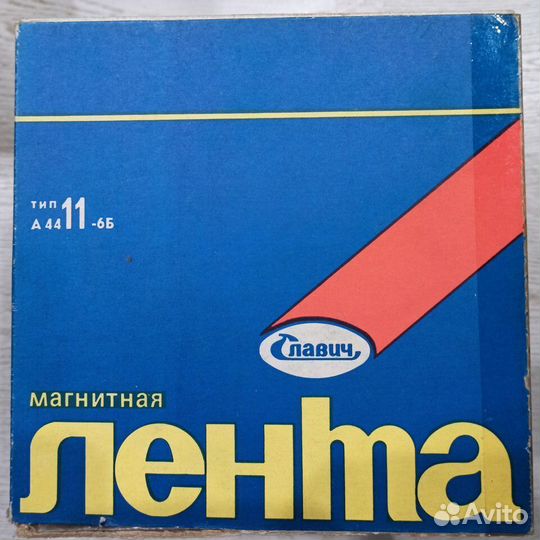 тип
А4411-6Б
Славич
магнитная
лента
Avito